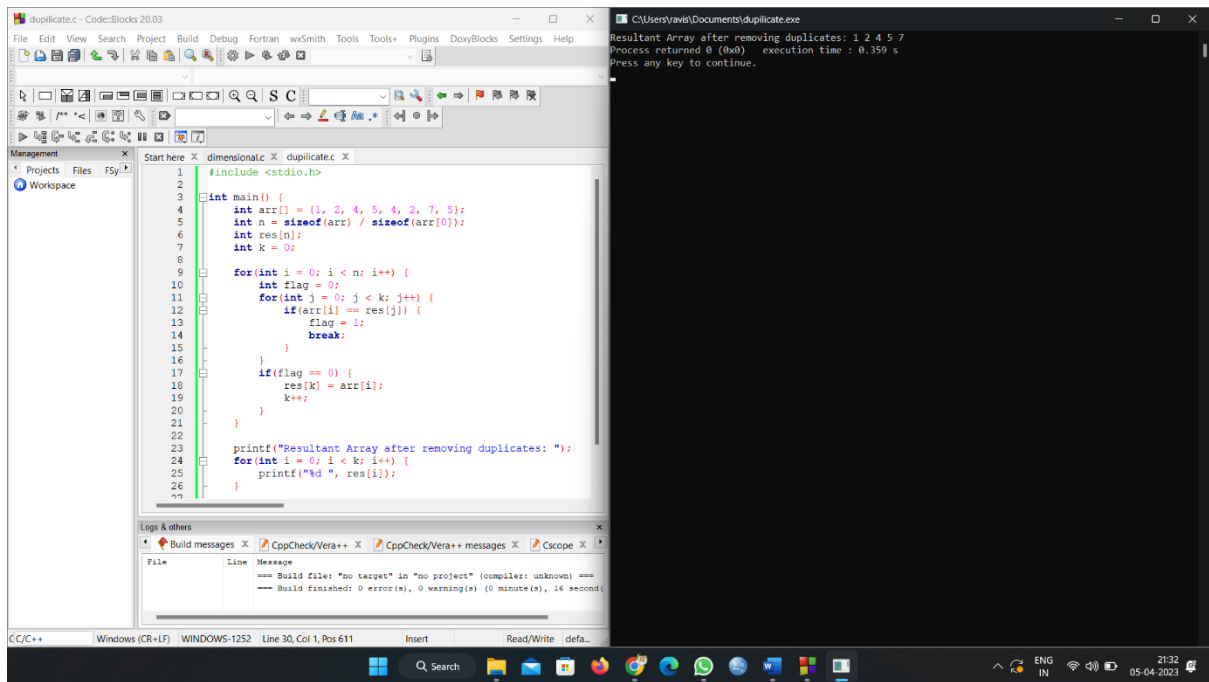 dupilicate.c - Code::Blocks 20.03
File Edit View Search Project Build Debug Fortran wxSmith Tools Tools+ Plugins DoxyBlocks Settings Help
S C
/** *<
Aa .*
Management
Projects Files FSy
Workspace
Start here X dimensional.c X dupilicate.c X
1 #include <stdio.h>
2
3 int main() {
4 int arr[] = {1, 2, 4, 5, 4, 2, 7, 5};
5 int n = sizeof(arr) / sizeof(arr[0]);
6 int res[n];
7 int k = 0;
8
9 for(int i = 0; i < n; i++) {
10 int flag = 0;
11 for(int j = 0; j < k; j++) {
12 if(arr[i] == res[j]) {
13 flag = 1;
14 break;
15 }
16 }
17 if(flag == 0) {
18 res[k] = arr[i];
19 k++;
20 }
21 }
22
23 printf("Resultant Array after removing duplicates: ");
24 for(int i = 0; i < k; i++) {
25 printf("%d ", res[i]);
26 }
27
Logs & others
Build messages X CppCheck/Vera++ X CppCheck/Vera++ messages X Cscope X
File Line Message
=== Build file: "no target" in "no project" (compiler: unknown) ===
=== Build finished: 0 error(s), 0 warning(s) (0 minute(s), 16 second(
C/C++ Windows (CR+LF) WINDOWS-1252 Line 30, Col 1, Pos 611 Insert Read/Write defa...
C:\Users\ravis\Documents\dupilicate.exe
Resultant Array after removing duplicates: 1 2 4 5 7
Process returned 0 (0x0) execution time : 0.359 s
Press any key to continue.
Search
ENG
IN
21:32
05-04-2023